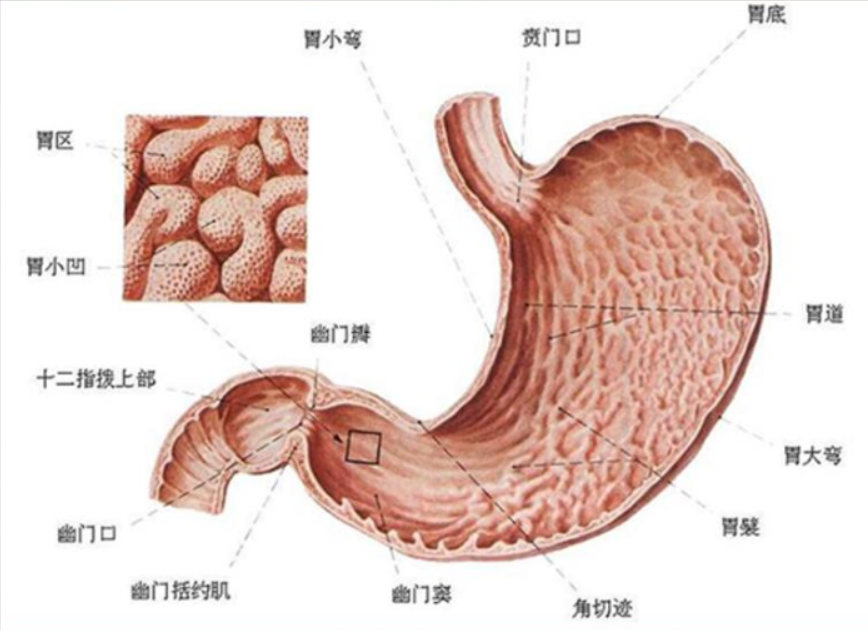 胃底
胃小弯
贲门口
胃区
胃小凹
胃道
幽门瓣
十二指拨上部
胃大弯
胃襞
幽门口
幽门括约肌
幽门窦
角切迹